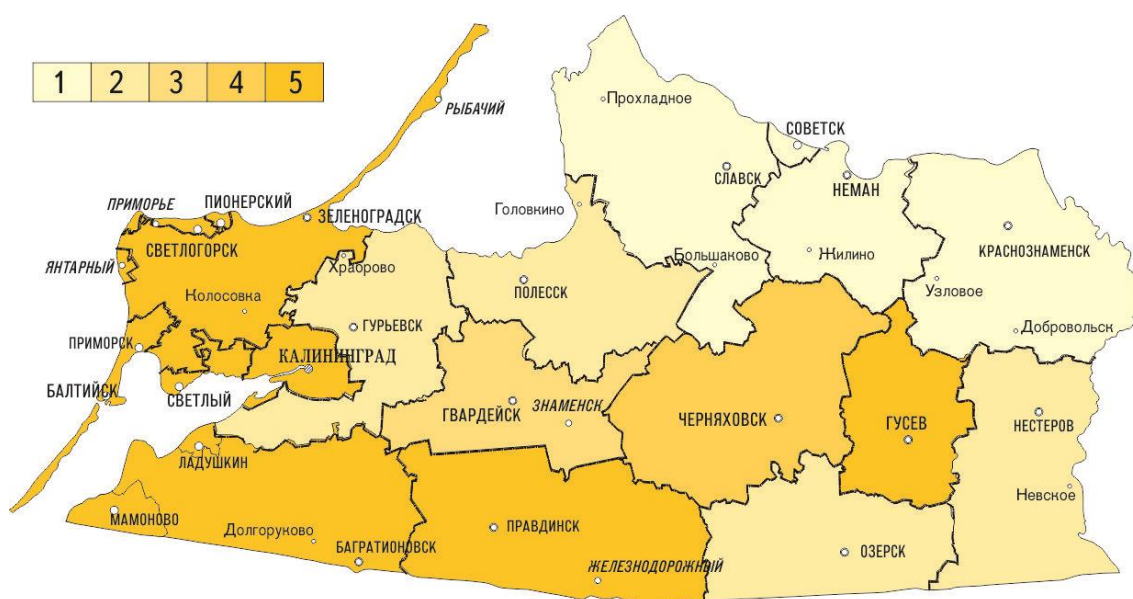 1 2 3 4 5
РЫБАЧИЙ
Прохладное
СОВЕТСК
СЛАВСК
НЕМАН
ПРИМОРЬЕ
ПИОНЕРСКИЙ
Головкино
ЗЕЛЕНОГРАДСК
СВЕТЛОГОРСК
КРАСНОЗНАМЕНСК
ЯНТАРНЫЙ
Храброво
Большаково
Жилино
Колосовка
ПОЛЕССК
Узловое
ГУРЬЕВСК
Добровольск
ПРИМОРСК
КАЛИНИНГРАД
БАЛТИЙСК
СВЕТЛЫЙ
ГВАРДЕЙСК
ЗНАМЕНСК
ЧЕРНЯХОВСК
ГУСЕВ
НЕСТЕРОВ
ЛАДУШКИН
Невское
МАМОНОВО
Долгоруково
ПРАВДИНСК
БАГРАТИОНОВСК
ОЗЕРСК
ЖЕЛЕЗНОДОРОЖНЫЙ